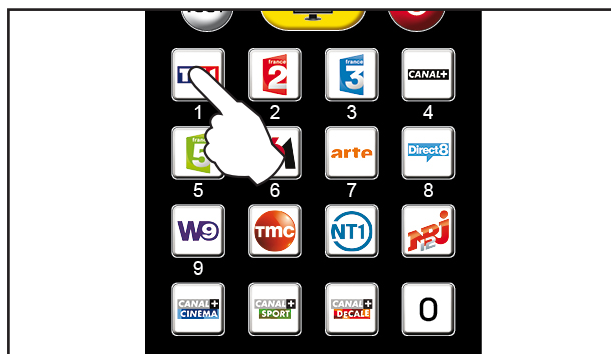 TF1 france 2 france 3 CANAL+
1 2 3 4
france 5 arte Direct8
5 6 7 8
W9 TMC NT1 NRJ 12
9
CANAL+ CINEMA CANAL+ SPORT CANAL+ DECALE 0